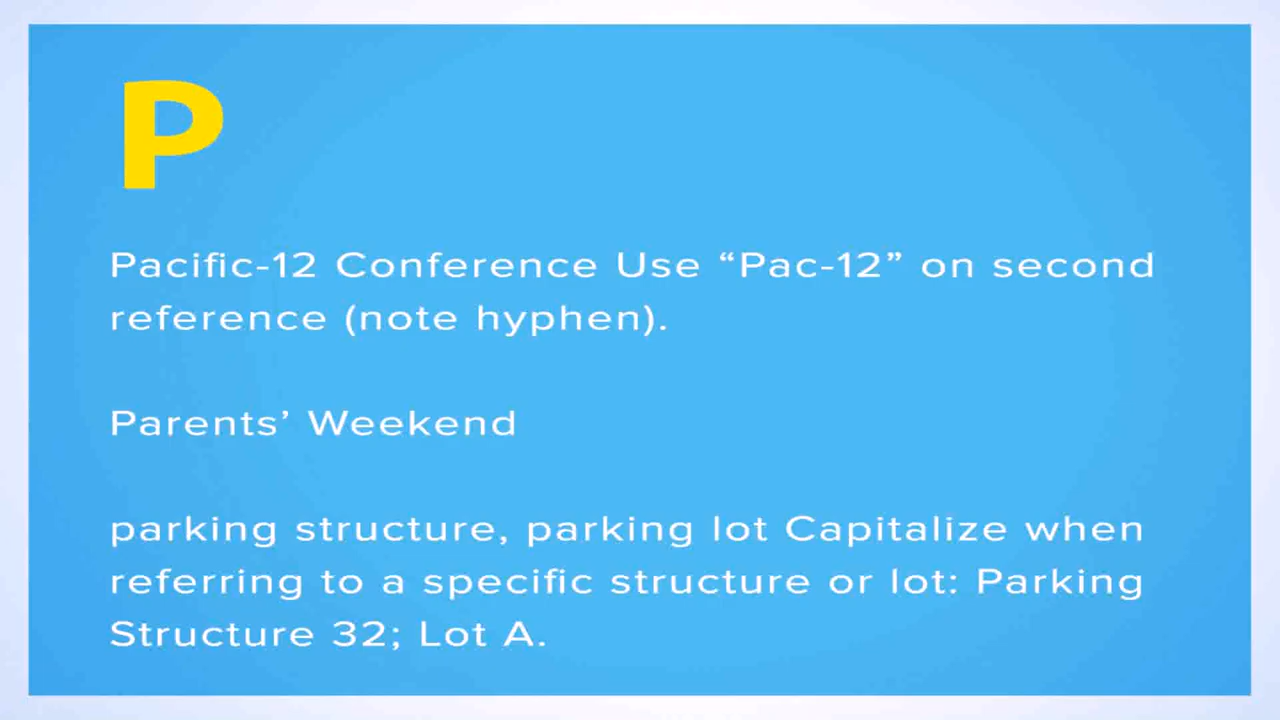 P
Pacific-12 Conference Use “Pac-12” on second
reference (note hyphen).
Parents’ Weekend
parking structure, parking lot Capitalize when
referring to a specific structure or lot: Parking
Structure 32; Lot A.